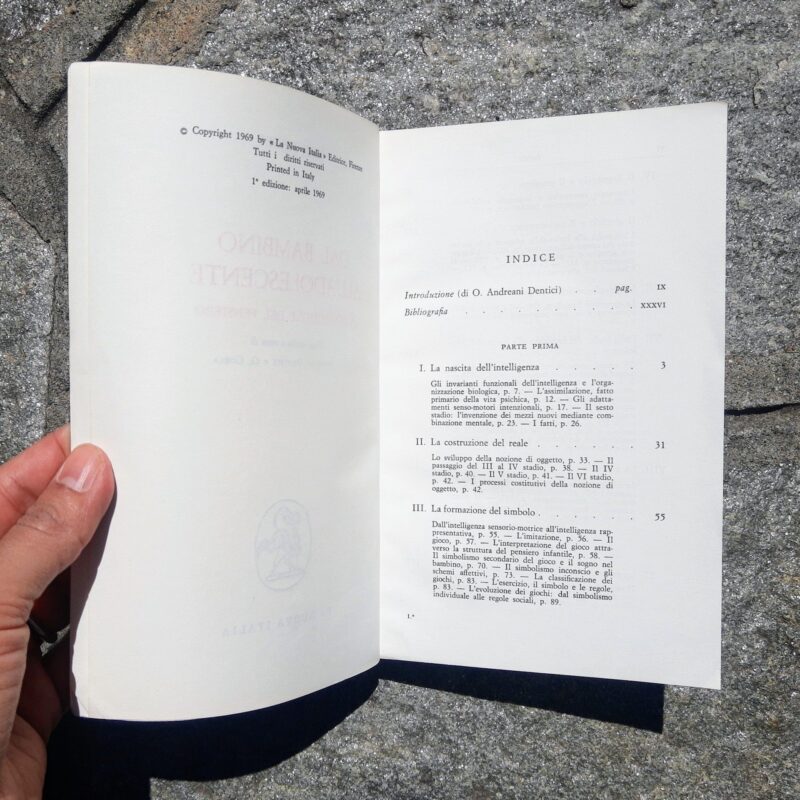 © Copyright 1969 by « La Nuova Italia » Editrice, Firenze
Tutti i diritti riservati
Printed in Italy
1ª edizione: aprile 1969
INDICE
Introduzione (di O. Andreani Dentici) . . pag. IX
Bibliografia . . . . . . . . . . XXXVI
PARTE PRIMA
I. La nascita dell'intelligenza . . . . . 3
Gli invarianti funzionali dell'intelligenza e l'orga-
nizzazione biologica, p. 7. — L'assimilazione, fatto
primario della vita psichica, p. 12. — Gli adatta-
menti senso-motori intenzionali, p. 17. — Il sesto
stadio: l'invenzione dei mezzi nuovi mediante com-
binazione mentale, p. 23. — I fatti, p. 26.
II. La costruzione del reale . . . . . 31
Lo sviluppo della nozione di oggetto, p. 33. — Il
passaggio del III al IV stadio, p. 38. — Il IV
stadio, p. 40. — Il V stadio, p. 41. — Il VI stadio,
p. 42. — I processi costitutivi della nozione di
oggetto, p. 42.
III. La formazione del simbolo . . . . . 55
Dall'intelligenza sensorio-motrice all'intelligenza rap-
presentativa, p. 55. — L'imitazione, p. 56. — Il
gioco, p. 57. — L'interpretazione del gioco attra-
verso la struttura del pensiero infantile, p. 58. —
Il simbolismo secondario del gioco e il sogno nel
bambino, p. 70. — Il simbolismo inconscio e gli
schemi affettivi, p. 73. — La classificazione dei
giochi, p. 83. — L'esercizio, il simbolo e le regole,
p. 83. — L'evoluzione dei giochi: dal simbolismo
individuale alle regole sociali, p. 89.
1.*